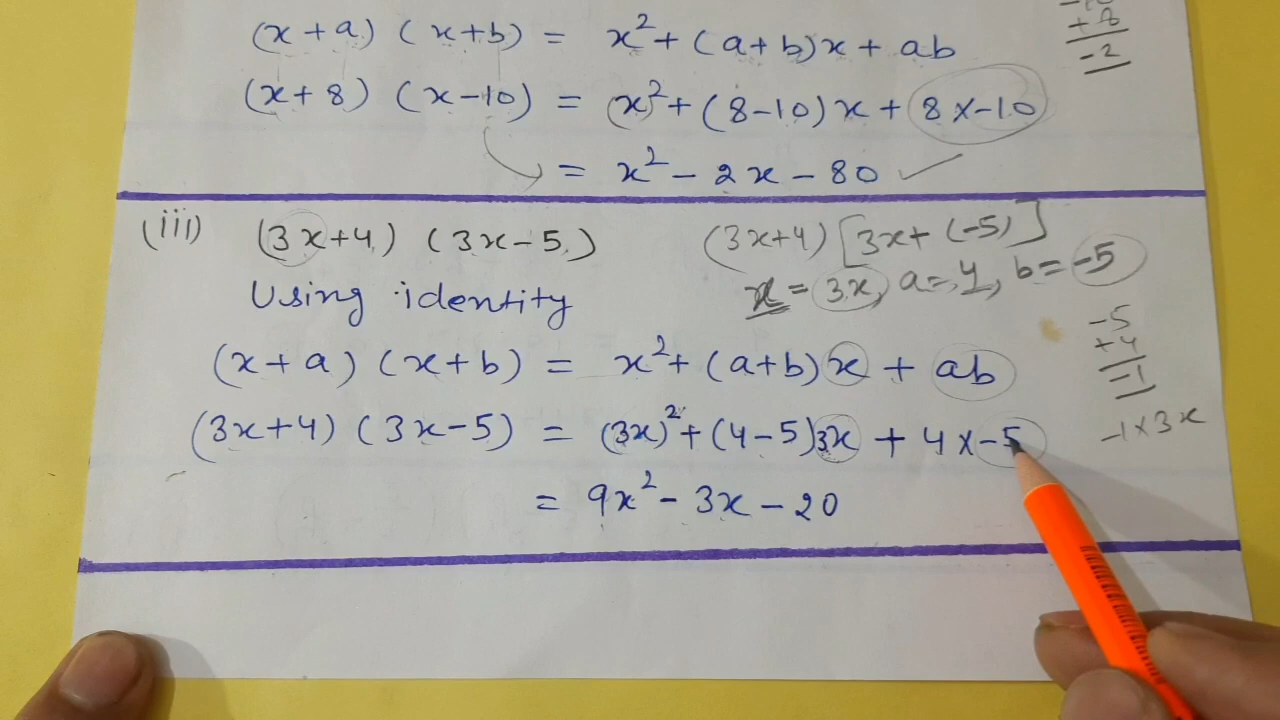 (x+a) (x+b) = x²+(a+b)x+ab
+8
-2
(x+8) (x-10) = (x)²+(8-10)x+8×-10
= x²-2x-80 ✓
(iii) (3x+4) (3x-5) (3x+4)[3x+(-5)]
x=3x, a=4, b=-5
Using identity
-5
+4
-1
(x+a) (x+b) = x²+(a+b)x+ab
(3x+4) (3x-5) = (3x)²+(4-5)3x+4×-5
-1×3x
= 9x²-3x-20